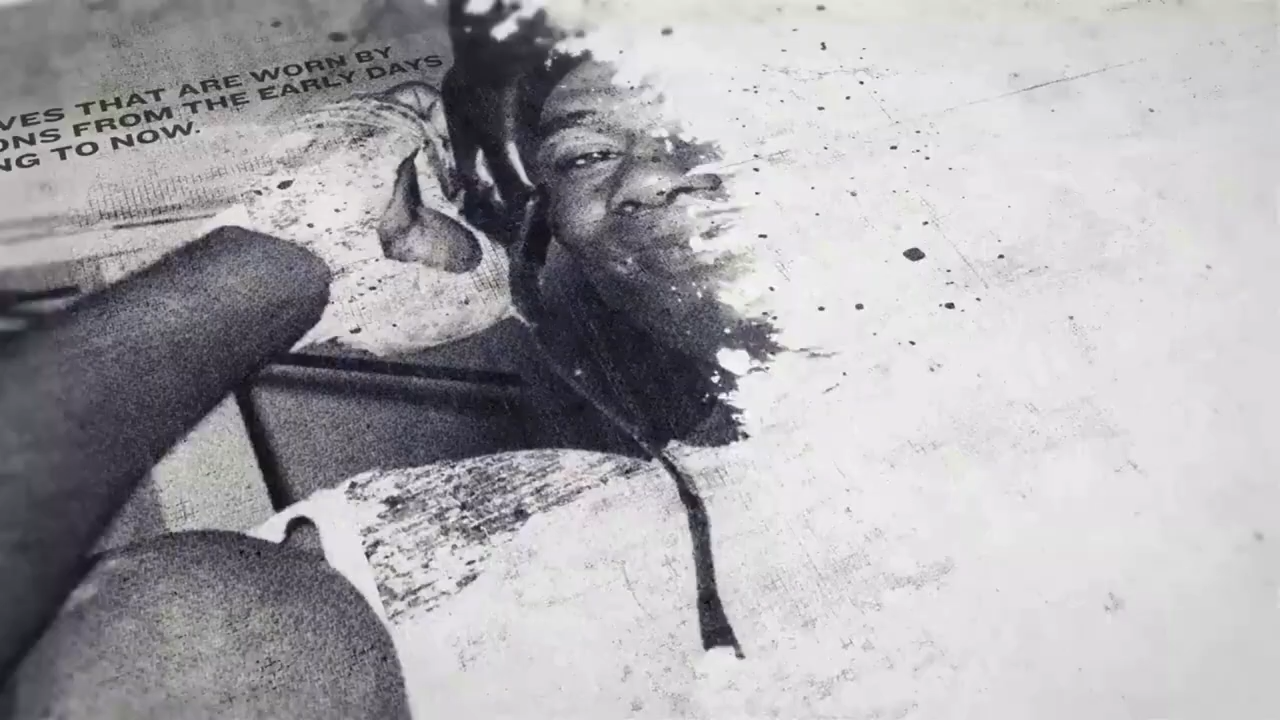 VES THAT ARE WORN BY
ONS FROM THE EARLY DAYS
NG TO NOW.